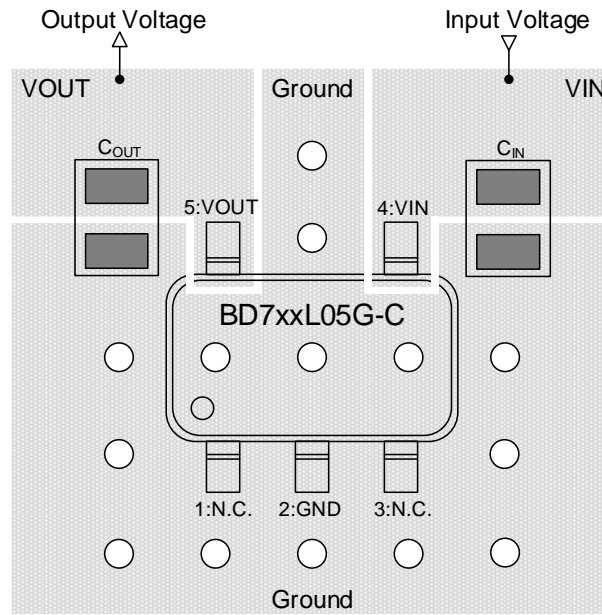 Output Voltage
Input Voltage
VOUT
Ground
VIN
COUT
CIN
5:VOUT
4:VIN
BD7xxL05G-C
1:N.C.
2:GND
3:N.C.
Ground